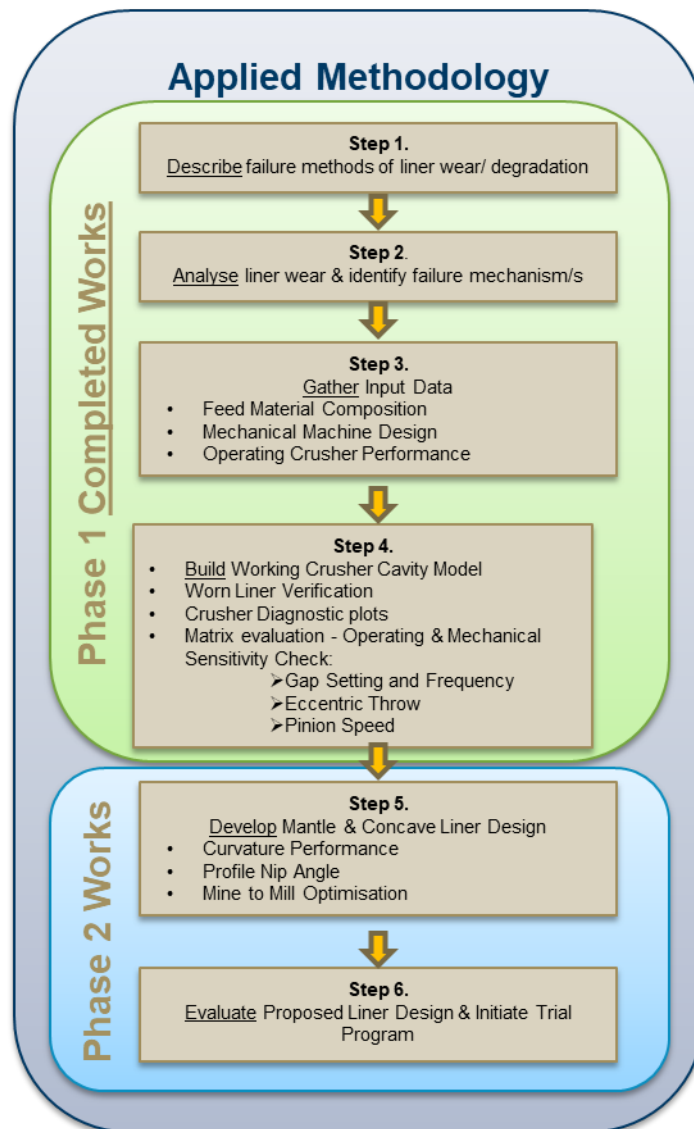 Applied Methodology
Phase 1 Completed Works
Step 1.
Describe failure methods of liner wear/ degradation
Step 2.
Analyse liner wear & identify failure mechanism/s
Step 3.
Gather Input Data
• Feed Material Composition
• Mechanical Machine Design
• Operating Crusher Performance
Step 4.
• Build Working Crusher Cavity Model
• Worn Liner Verification
• Crusher Diagnostic plots
• Matrix evaluation - Operating & Mechanical
Sensitivity Check:
➢Gap Setting and Frequency
➢Eccentric Throw
➢Pinion Speed
Phase 2 Works
Step 5.
Develop Mantle & Concave Liner Design
• Curvature Performance
• Profile Nip Angle
• Mine to Mill Optimisation
Step 6.
Evaluate Proposed Liner Design & Initiate Trial
Program